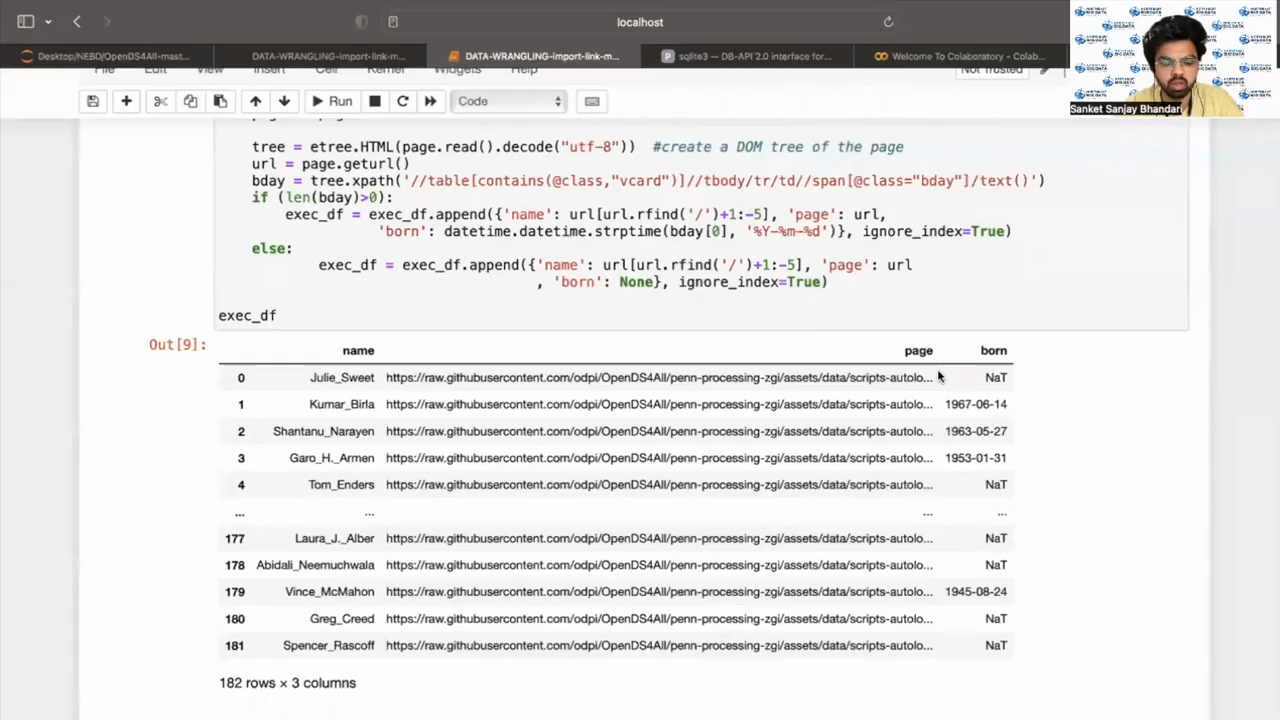 localhost
Desktop/NEBD/OpenDS4All-mast...
DATA-WRANGLING-import-link-m...
DATA-WRANGLING-import-link-m...
sqlite3 — DB-API 2.0 interface for...
Welcome To Colaboratory - Colab...
File Edit View Insert Cell Kernel Widgets Help
Not Trusted
Run
Code
Sanket Sanjay Bhandari
tree = etree.HTML(page.read().decode("utf-8"))  #create a DOM tree of the page
url = page.geturl()
bday = tree.xpath('//table[contains(@class,"vcard")]//tbody/tr/td//span[@class="bday"]/text()')
if (len(bday)>0):
exec_df = exec_df.append({'name': url[url.rfind('/')+1:-5], 'page': url,
'born': datetime.datetime.strptime(bday[0], '%Y-%m-%d')}, ignore_index=True)
else:
exec_df = exec_df.append({'name': url[url.rfind('/')+1:-5], 'page': url
, 'born': None}, ignore_index=True)
exec_df
Out[9]:
name page born
0 Julie_Sweet https://raw.githubusercontent.com/odpi/OpenDS4All/penn-processing-zgi/assets/data/scripts-autolo... NaT
1 Kumar_Birla https://raw.githubusercontent.com/odpi/OpenDS4All/penn-processing-zgi/assets/data/scripts-autolo... 1967-06-14
2 Shantanu_Narayen https://raw.githubusercontent.com/odpi/OpenDS4All/penn-processing-zgi/assets/data/scripts-autolo... 1963-05-27
3 Garo_H._Armen https://raw.githubusercontent.com/odpi/OpenDS4All/penn-processing-zgi/assets/data/scripts-autolo... 1953-01-31
4 Tom_Enders https://raw.githubusercontent.com/odpi/OpenDS4All/penn-processing-zgi/assets/data/scripts-autolo... NaT
... ... ... ...
177 Laura_J._Alber https://raw.githubusercontent.com/odpi/OpenDS4All/penn-processing-zgi/assets/data/scripts-autolo... NaT
178 Abidali_Neemuchwala https://raw.githubusercontent.com/odpi/OpenDS4All/penn-processing-zgi/assets/data/scripts-autolo... NaT
179 Vince_McMahon https://raw.githubusercontent.com/odpi/OpenDS4All/penn-processing-zgi/assets/data/scripts-autolo... 1945-08-24
180 Greg_Creed https://raw.githubusercontent.com/odpi/OpenDS4All/penn-processing-zgi/assets/data/scripts-autolo... NaT
181 Spencer_Rascoff https://raw.githubusercontent.com/odpi/OpenDS4All/penn-processing-zgi/assets/data/scripts-autolo... NaT
182 rows × 3 columns